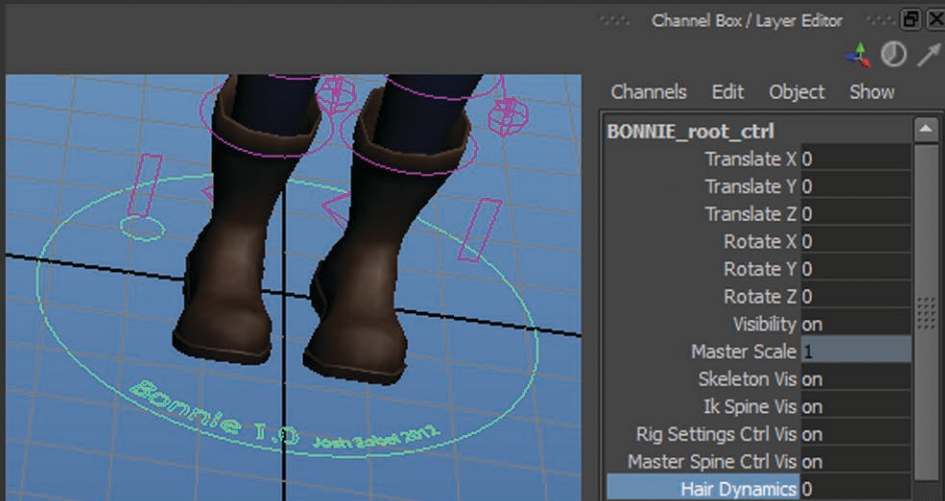 Channel Box / Layer Editor
Channels Edit Object Show
BONNIE_root_ctrl
Translate X 0
Translate Y 0
Translate Z 0
Rotate X 0
Rotate Y 0
Rotate Z 0
Visibility on
Master Scale 1
Skeleton Vis on
Ik Spine Vis on
Rig Settings Ctrl Vis on
Master Spine Ctrl Vis on
Hair Dynamics 0
Bonnie 1.0 Josh Sobel 2012